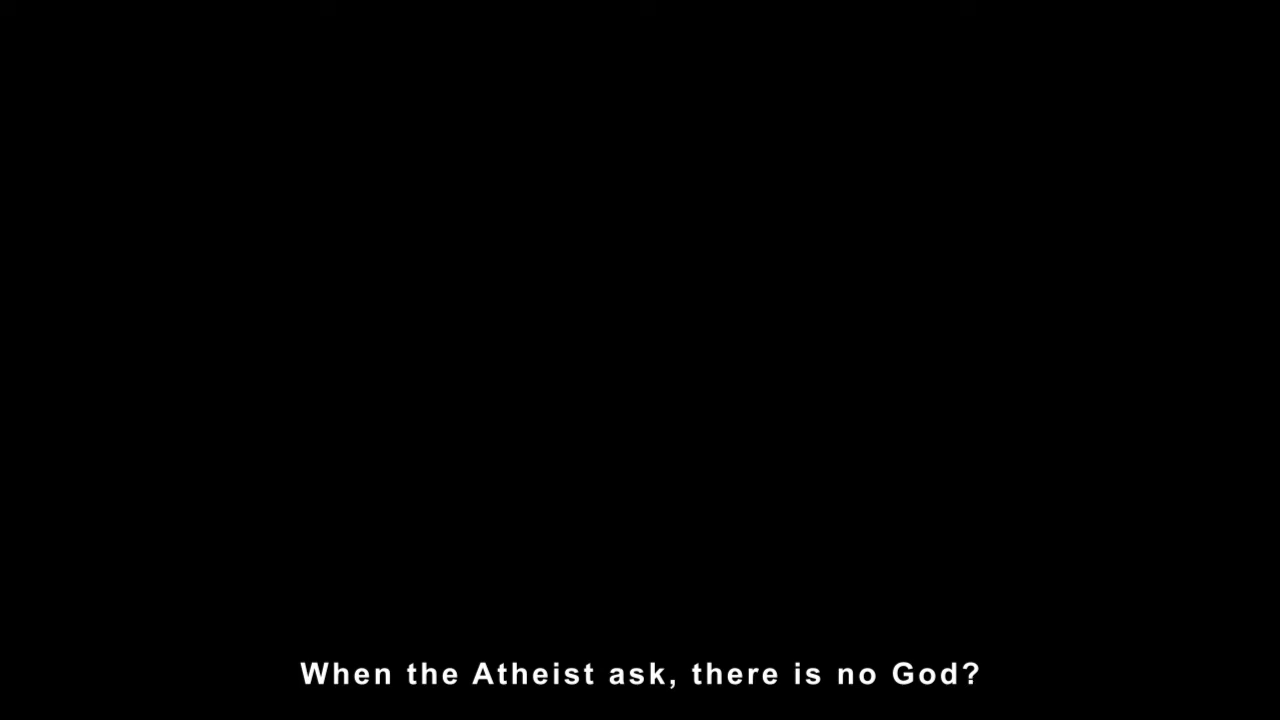 When the Atheist ask, there is no God?